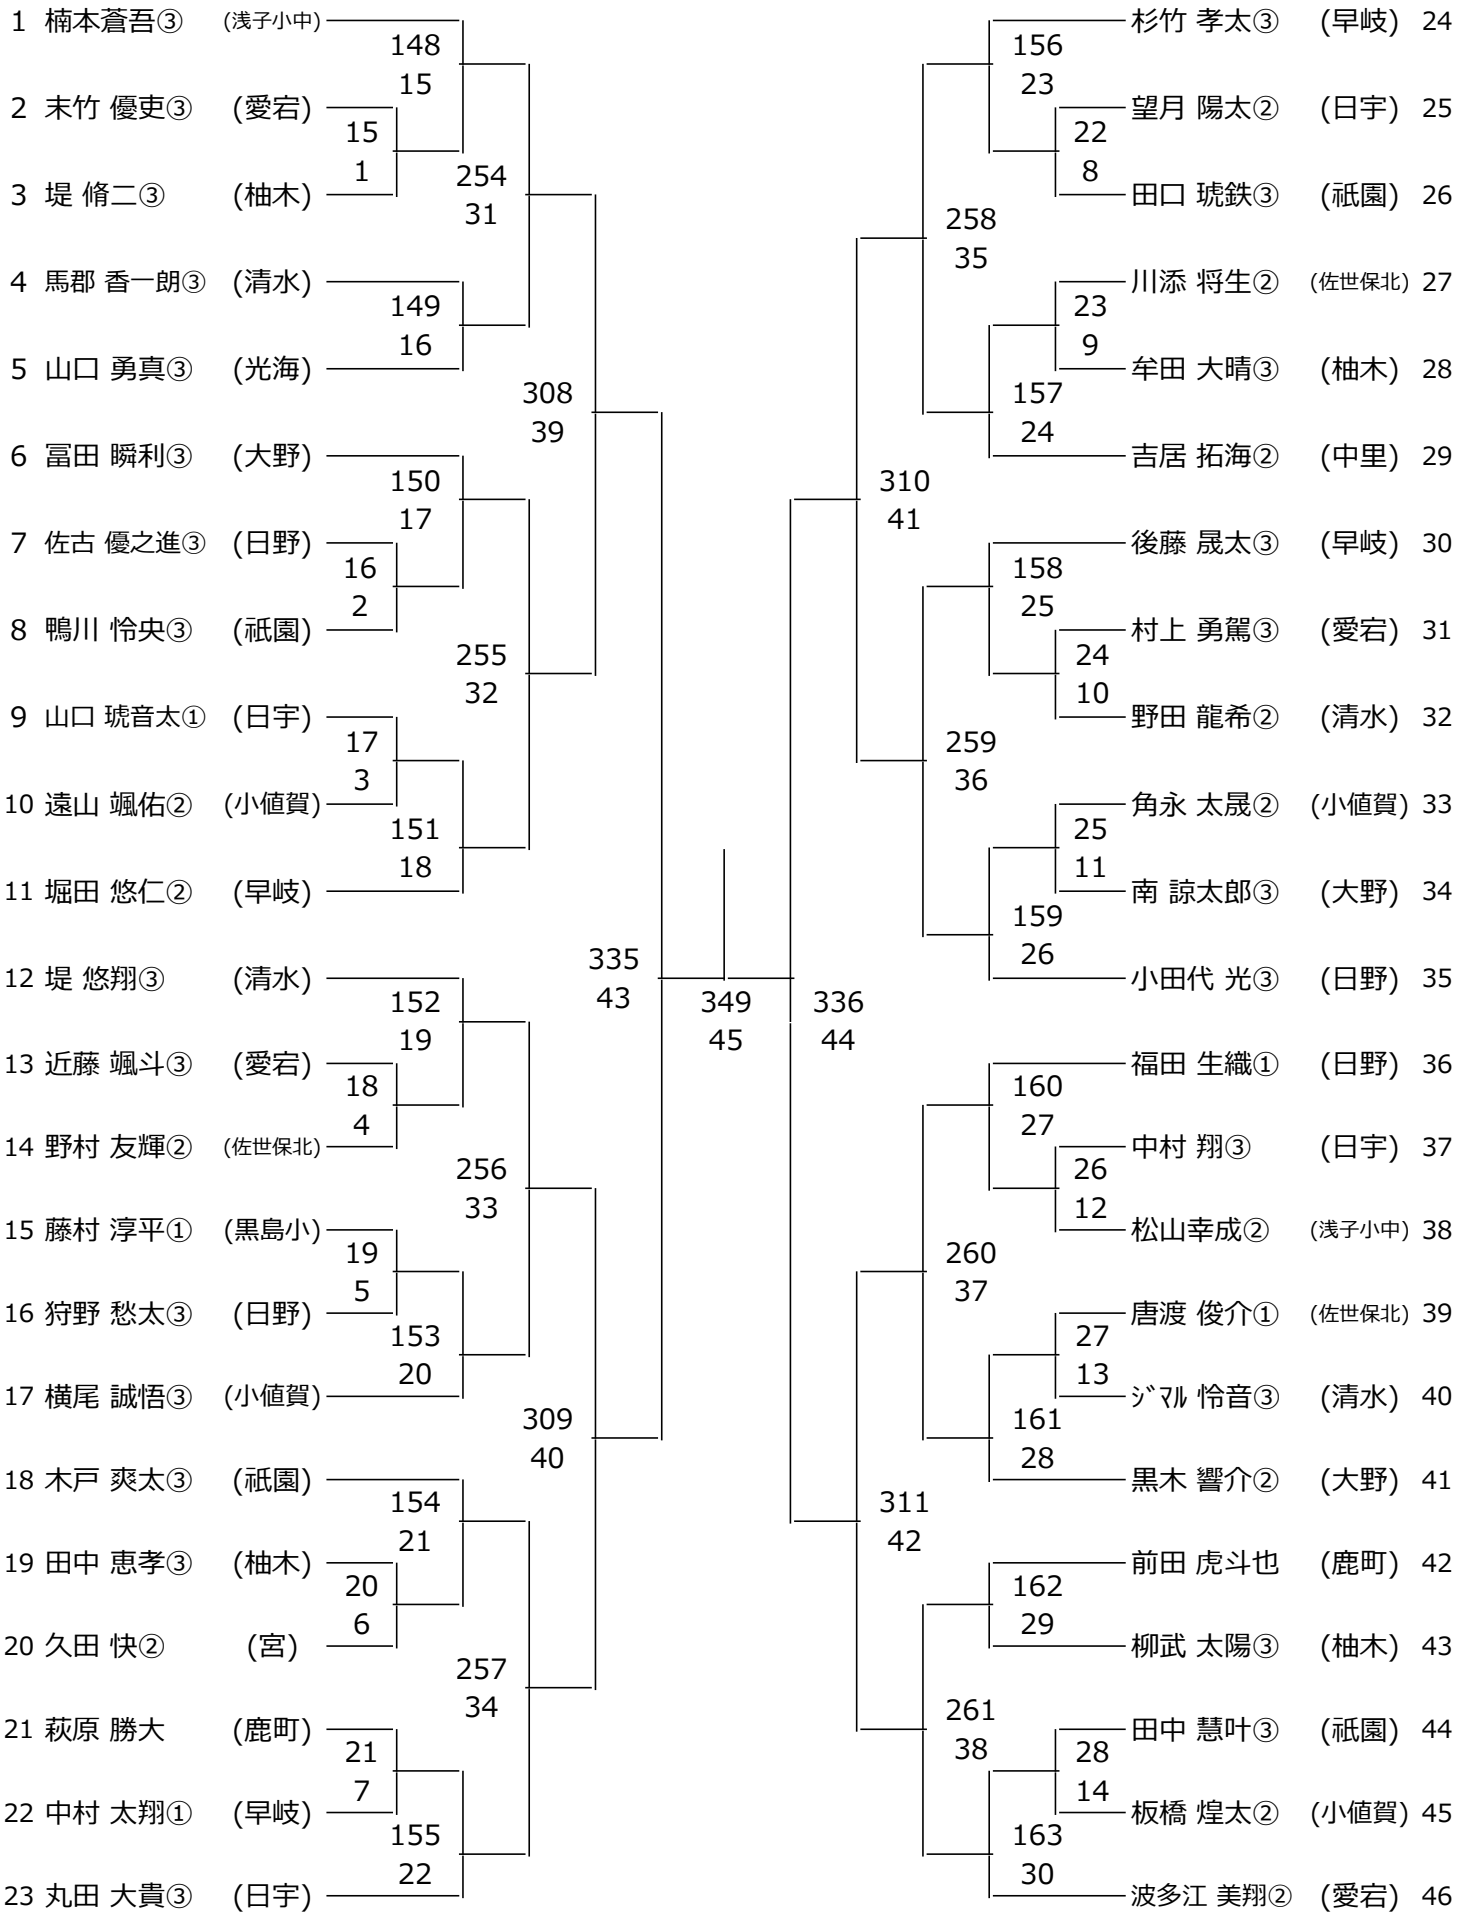 1 楠本蒼吾③ (浅子小中)
148
15
2 末竹 優吏③ (愛宕)
15
1
3 堤 脩二③ (柚木)
254
31
4 馬郡 香一朗③ (清水)
149
16
5 山口 勇真③ (光海)
308
39
6 冨田 瞬利③ (大野)
150
17
7 佐古 優之進③ (日野)
16
2
8 鴨川 怜央③ (祇園)
255
32
9 山口 琥音太① (日宇)
17
3
10 遠山 颯佑② (小値賀)
151
18
11 堀田 悠仁② (早岐)
335
43
12 堤 悠翔③ (清水)
152
19
13 近藤 颯斗③ (愛宕)
18
4
14 野村 友輝② (佐世保北)
256
33
15 藤村 淳平① (黒島小)
19
5
16 狩野 愁太③ (日野)
153
20
17 横尾 誠悟③ (小値賀)
309
40
18 木戸 爽太③ (祇園)
154
21
19 田中 恵孝③ (柚木)
20
6
20 久田 快② (宮)
257
34
21 萩原 勝大 (鹿町)
21
7
22 中村 太翔① (早岐)
155
22
23 丸田 大貴③ (日宇)
349
45
杉竹 孝太③ (早岐) 24
156
23
望月 陽太② (日宇) 25
22
8
田口 琥鉄③ (祇園) 26
258
35
川添 将生② (佐世保北) 27
23
9
牟田 大晴③ (柚木) 28
157
24
吉居 拓海② (中里) 29
310
41
後藤 晟太③ (早岐) 30
158
25
村上 勇駕③ (愛宕) 31
24
10
野田 龍希② (清水) 32
259
36
角永 太晟② (小値賀) 33
25
11
南 諒太郎③ (大野) 34
159
26
小田代 光③ (日野) 35
336
44
福田 生織① (日野) 36
160
27
中村 翔③ (日宇) 37
26
12
松山幸成② (浅子小中) 38
260
37
唐渡 俊介① (佐世保北) 39
27
13
ｼﾞﾏﾙ 怜音③ (清水) 40
161
28
黒木 響介② (大野) 41
311
42
前田 虎斗也 (鹿町) 42
162
29
柳武 太陽③ (柚木) 43
261
38
田中 慧叶③ (祇園) 44
28
14
板橋 煌太② (小値賀) 45
163
30
波多江 美翔② (愛宕) 46